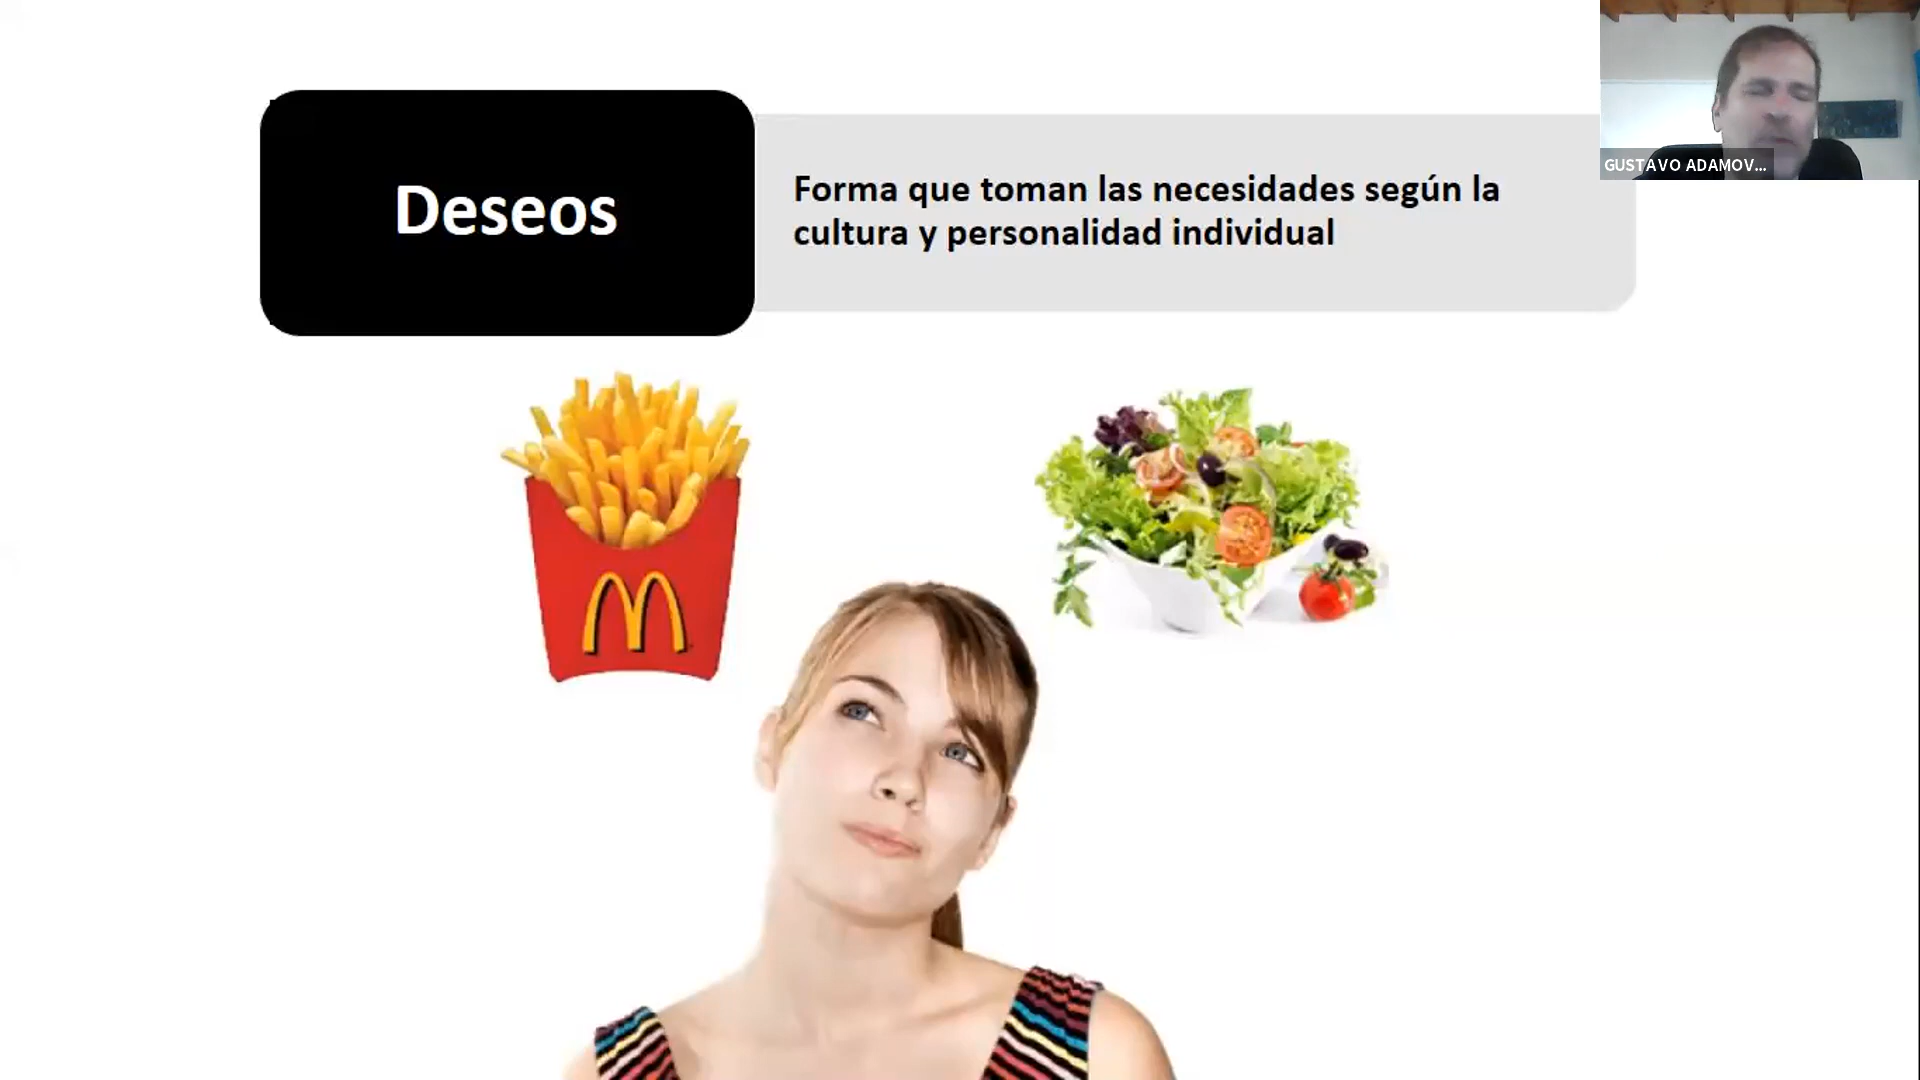 Deseos
Forma que toman las necesidades según la
cultura y personalidad individual
GUSTAVO ADAMOV...
M